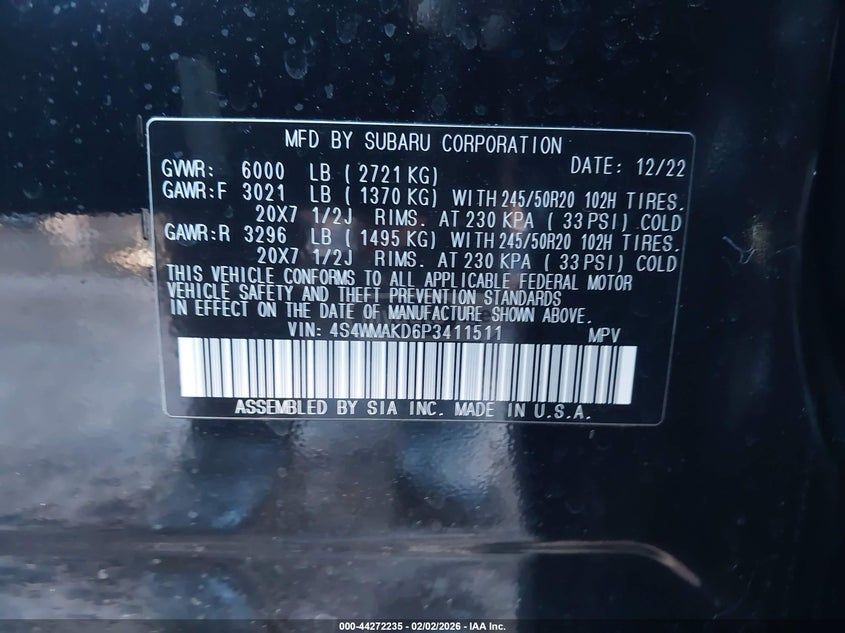 MFD BY SUBARU CORPORATION
GVWR: 6000 LB ( 2721 KG) DATE: 12/22
GAWR:F 3021 LB ( 1370 KG) WITH 245/50R20 102H TIRES.
20X7 1/2J RIMS. AT 230 KPA ( 33 PSI) COLD
GAWR:R 3296 LB ( 1495 KG) WITH 245/50R20 102H TIRES.
20X7 1/2J RIMS. AT 230 KPA ( 33 PSI) COLD
THIS VEHICLE CONFORMS TO ALL APPLICABLE FEDERAL MOTOR
VEHICLE SAFETY AND THEFT PREVENTION STANDARDS
IN EFFECT ON THE DATE OF MANUFACTURE SHOWN ABOVE.
VIN: 4S4WMAKD6P3411511 MPV
ASSEMBLED BY SIA INC. MADE IN U.S.A.
000-44272235 - 02/02/2026 - IAA Inc.